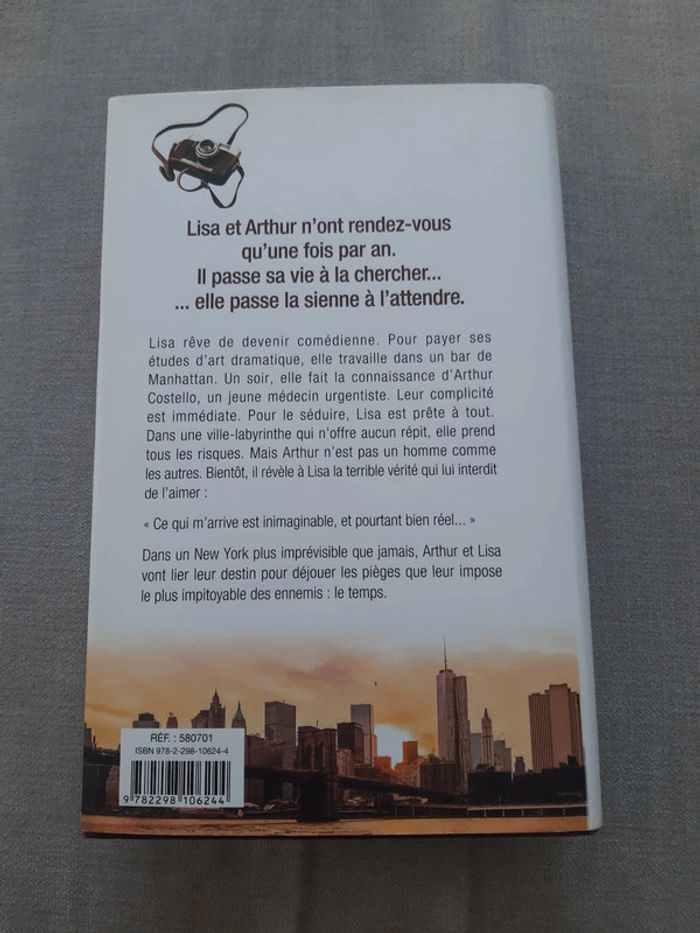 Lisa et Arthur n'ont rendez-vous
qu'une fois par an.
Il passe sa vie à la chercher...
... elle passe la sienne à l'attendre.
Lisa rêve de devenir comédienne. Pour payer ses
études d'art dramatique, elle travaille dans un bar de
Manhattan. Un soir, elle fait la connaissance d'Arthur
Costello, un jeune médecin urgentiste. Leur complicité
est immédiate. Pour le séduire, Lisa est prête à tout.
Dans une ville-labyrinthe qui n'offre aucun répit, elle prend
tous les risques. Mais Arthur n'est pas un homme comme
les autres. Bientôt, il révèle à Lisa la terrible vérité qui lui interdit
de l'aimer :
« Ce qui m'arrive est inimaginable, et pourtant bien réel... »
Dans un New York plus imprévisible que jamais, Arthur et Lisa
vont lier leur destin pour déjouer les pièges que leur impose
le plus impitoyable des ennemis : le temps.
RÉF. : 580701
ISBN 978-2-298-10624-4
9 782298 106244